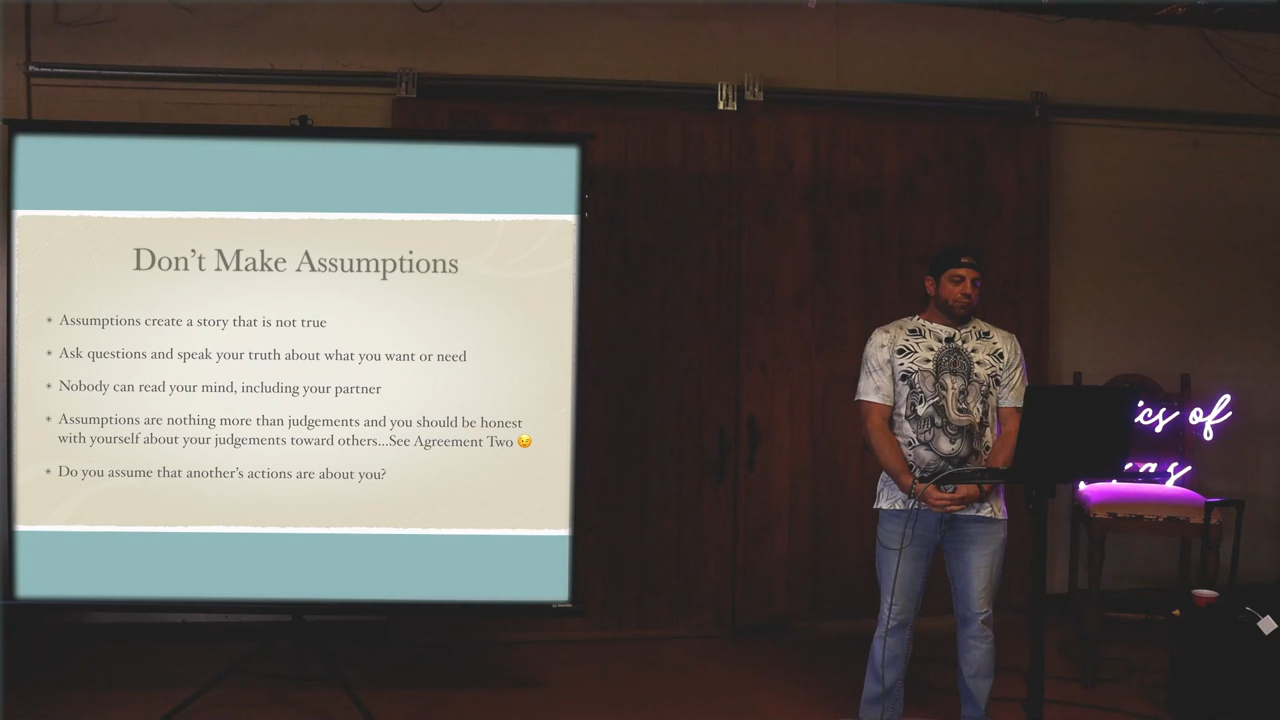 Don't Make Assumptions
* Assumptions create a story that is not true
* Ask questions and speak your truth about what you want or need
* Nobody can read your mind, including your partner
* Assumptions are nothing more than judgements and you should be honest
with yourself about your judgements toward others...See Agreement Two 😉
* Do you assume that another's actions are about you?
ics of